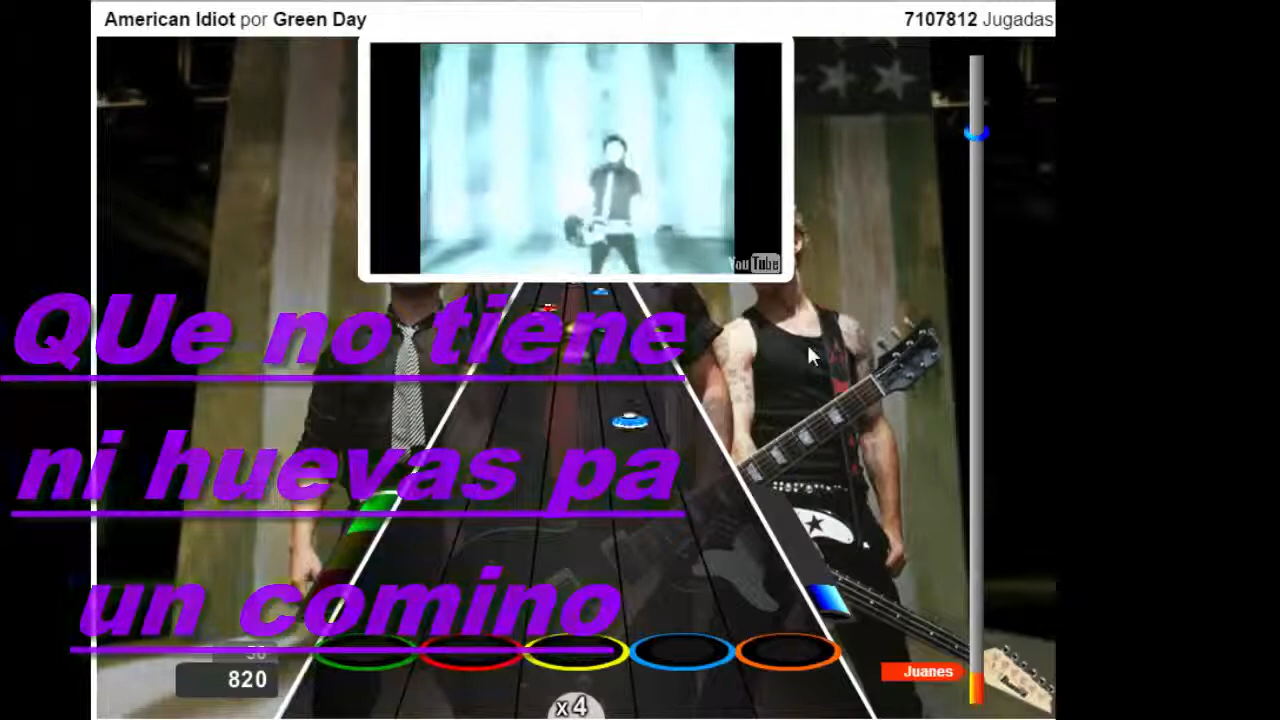 American Idiot por Green Day
7107812 Jugadas
YouTube
QUe no tiene
ni huevas pa
un comino
50
820
x4
Juanes